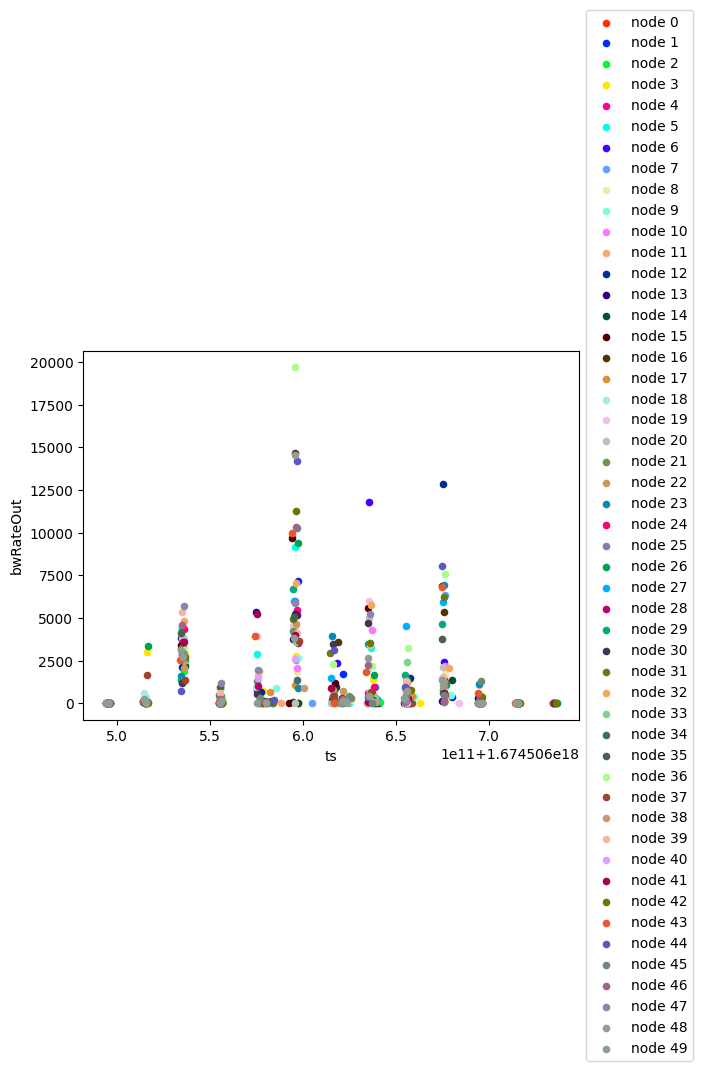 node 0
node 1
node 2
node 3
node 4
node 5
node 6
node 7
node 8
node 9
node 10
node 11
node 12
node 13
node 14
node 15
node 16
node 17
node 18
node 19
node 20
node 21
node 22
node 23
node 24
node 25
node 26
node 27
node 28
node 29
node 30
node 31
node 32
node 33
node 34
node 35
node 36
node 37
node 38
node 39
node 40
node 41
node 42
node 43
node 44
node 45
node 46
node 47
node 48
node 49
20000
17500
15000
12500
10000
7500
5000
2500
0
bwRateOut
5.0 5.5 6.0 6.5 7.0
ts
1e11+1.674506e18